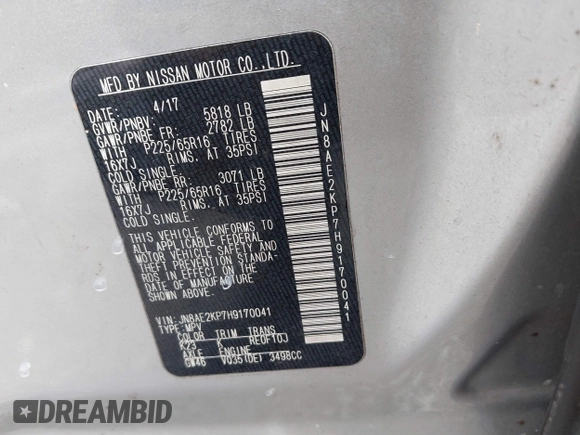 MFD BY NISSAN MOTOR CO.,LTD.
4/17
GVWR/PNBV: 5818 LB
GAWR/PNBE FR: 2782 LB
WITH P225/65R16 TIRES
16X7J RIMS, AT 35PSI
COLD SINGLE.
GAWR/PNBE RR: 3071 LB
WITH P225/65R16 TIRES
16X7J RIMS, AT 35PSI
COLD SINGLE.
THIS VEHICLE CONFORMS TO
ALL APPLICABLE FEDERAL
MOTOR VEHICLE SAFETY AND
THEFT PREVENTION STANDA-
RDS IN EFFECT ON THE
DATE OF MANUFACTURE
SHOWN ABOVE.
VIN: JN8AE2KP7H9170041
TYPE: MPV
COLOR TRIM TRANS
K23 K RE0F10J
AXLE ENGINE
GW46 VQ35(DE) 3498CC
JN8AE2KP7H9170041
DREAMBID